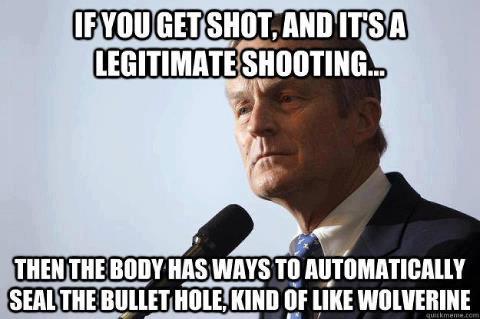 IF YOU GET SHOT, AND IT'S A
LEGITIMATE SHOOTING...
THEN THE BODY HAS WAYS TO AUTOMATICALLY
SEAL THE BULLET HOLE, KIND OF LIKE WOLVERINE
quickmeme.com